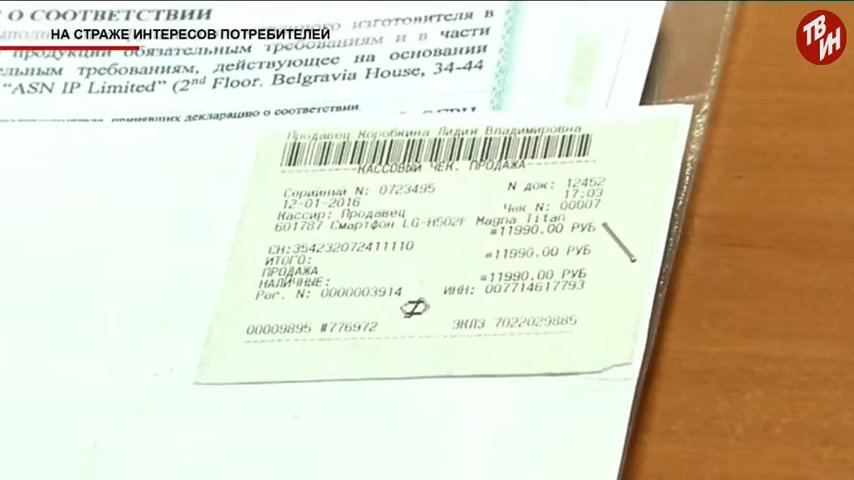 О СООТВЕТСТВИИ
НА СТРАЖЕ ИНТЕРЕСОВ ПОТРЕБИТЕЛЕЙ
ТВ
ИН
изготовителя в
продукции обязательным требованиям и в части
требованиям, действующее на основании
"ASN IP Limited" (2nd Floor. Belgravia House, 34-44
принявших декларацию о соответствии.
Продавец Коробкина Лидия Владимировна
КАССОВЫЙ ЧЕК. ПРОДАЖА
Серийный N: 0723495 N док: 12452
12-01-2016 17:03
Кассир: Продавец Чек N: 00007
601787 Смартфон LG-H502F Magna Titan
=11990.00 РУБ
СН:354232072411110
ИТОГО: =11990.00 РУБ
ПРОДАЖА
НАЛИЧНЫЕ: =11990.00 РУБ
Рег. N: 0000003914 ИНН: 007714617793
00009895 #776972 ЭКЛЗ 7022029885